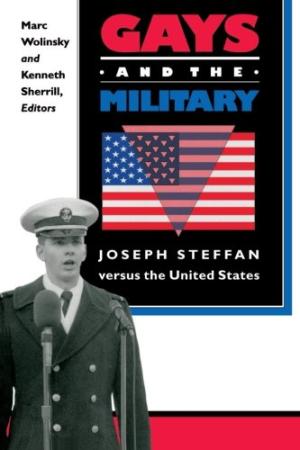 Marc
Wolinsky
and
Kenneth
Sherrill,
Editors
GAYS
• AND THE •
MILITARY
JOSEPH STEFFAN
versus the United States